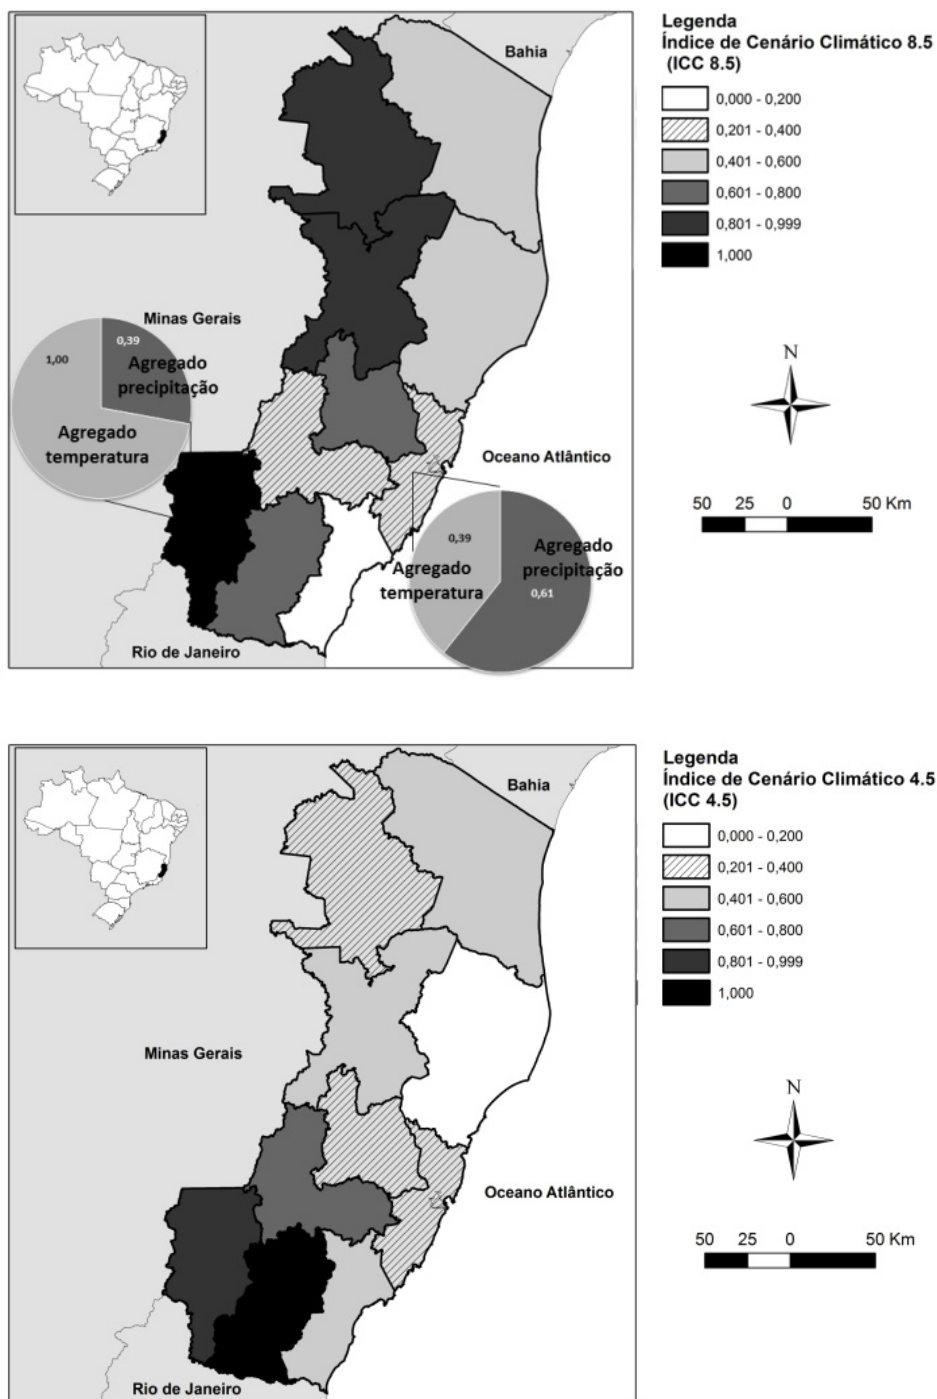 Legenda
Índice de Cenário Climático 8.5
(ICC 8.5)
0,000 - 0,200
0,201 - 0,400
0,401 - 0,600
0,601 - 0,800
0,801 - 0,999
1,000
Bahia
Minas Gerais
1,00
0,39
Agregado
precipitação
Agregado
temperatura
Oceano Atlântico
0,39
Agregado
precipitação
Agregado
temperatura
0,61
Rio de Janeiro
N
50 25 0 50 Km
Legenda
Índice de Cenário Climático 4.5
(ICC 4.5)
0,000 - 0,200
0,201 - 0,400
0,401 - 0,600
0,601 - 0,800
0,801 - 0,999
1,000
Bahia
Minas Gerais
Oceano Atlântico
Rio de Janeiro
N
50 25 0 50 Km